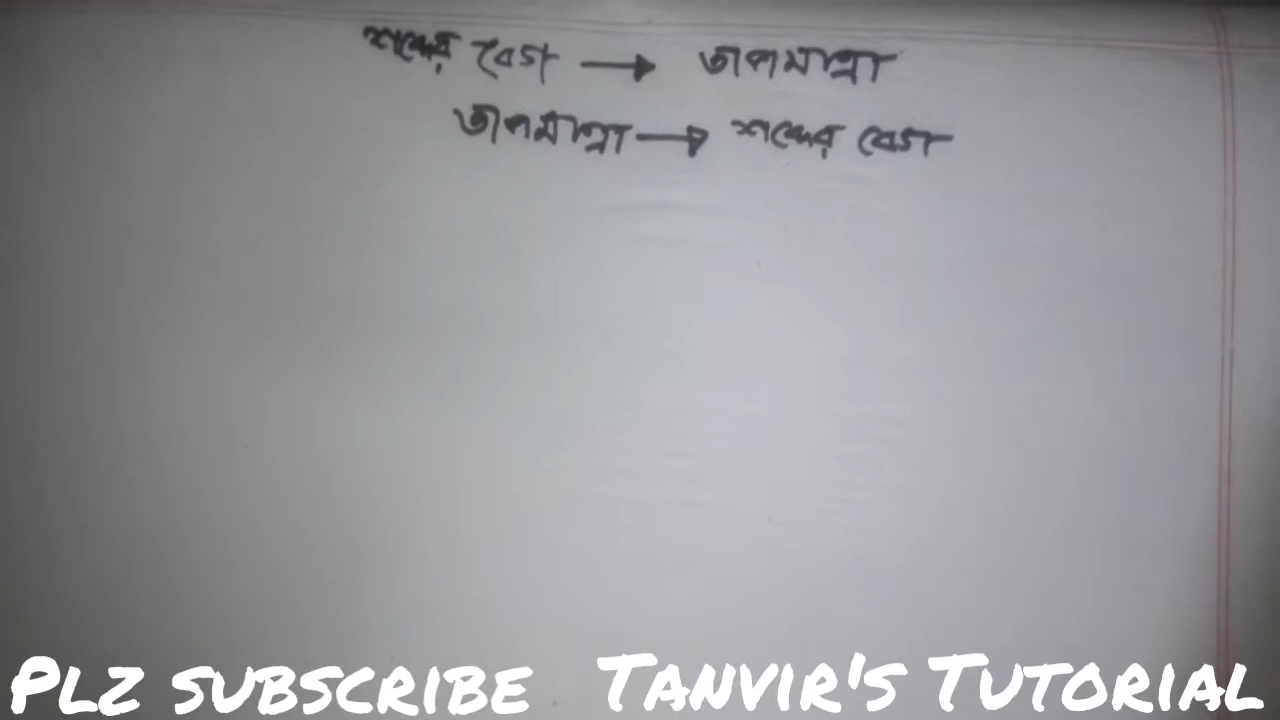 শব্দের বেগ → তাপমাত্রা
তাপমাত্রা → শব্দের বেগ
Plz subscribe Tanvir's Tutorial